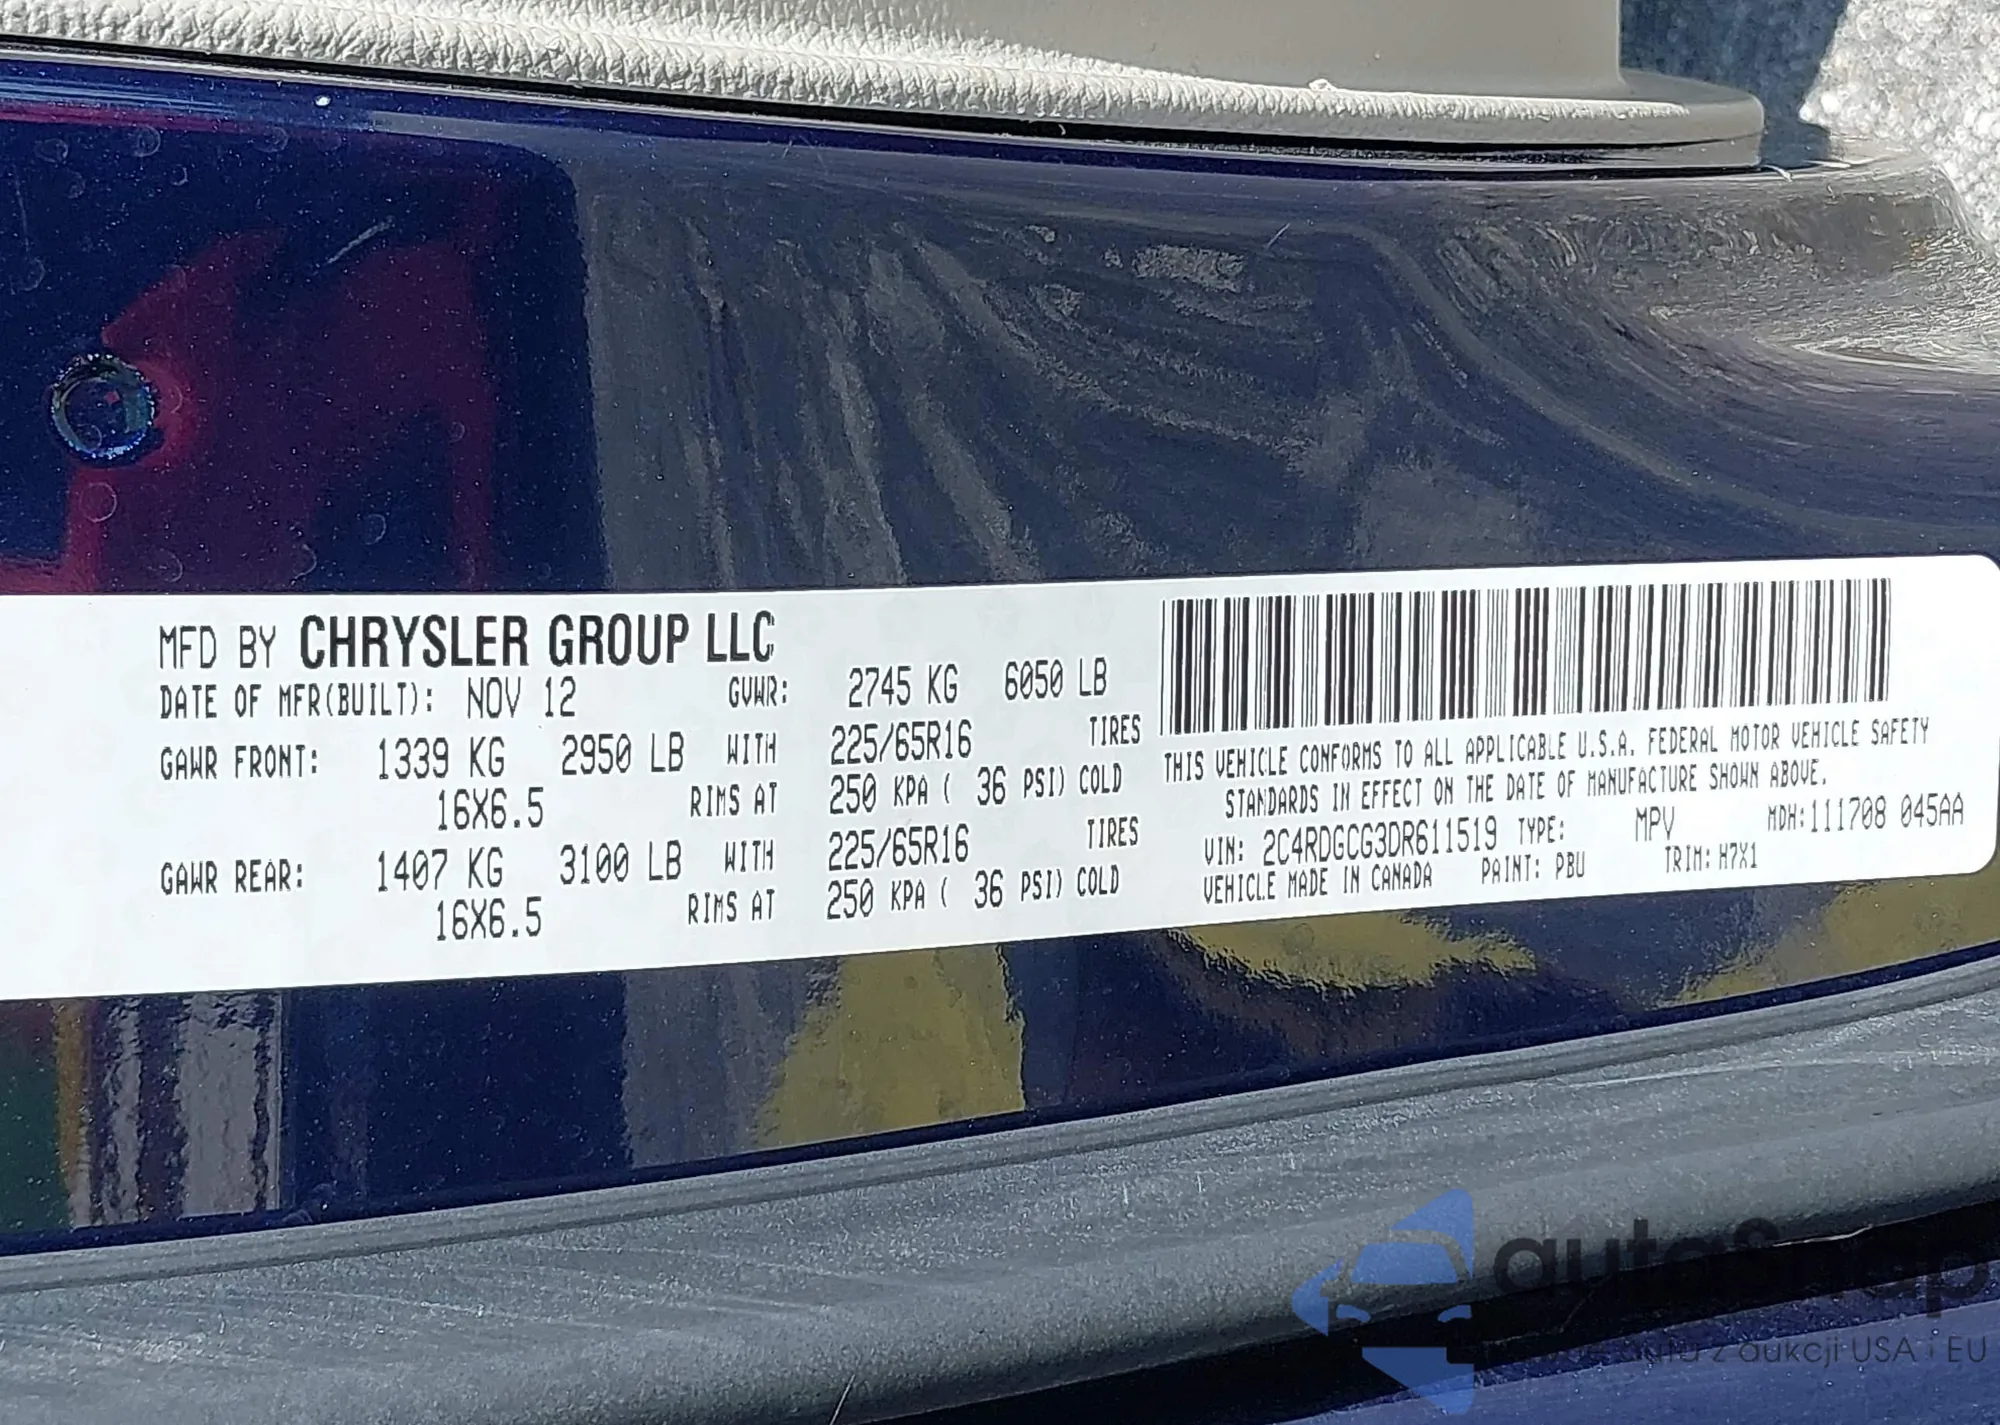 MFD BY CHRYSLER GROUP LLC
DATE OF MFR(BUILT): NOV 12 GVWR: 2745 KG 6050 LB
GAWR FRONT: 1339 KG 2950 LB WITH 225/65R16 TIRES
16X6.5 RIMS AT 250 KPA ( 36 PSI) COLD
GAWR REAR: 1407 KG 3100 LB WITH 225/65R16 TIRES
16X6.5 RIMS AT 250 KPA ( 36 PSI) COLD
THIS VEHICLE CONFORMS TO ALL APPLICABLE U.S.A. FEDERAL MOTOR VEHICLE SAFETY
STANDARDS IN EFFECT ON THE DATE OF MANUFACTURE SHOWN ABOVE.
VIN: 2C4RDGCG3DR611519 TYPE: MPV MDH:111708 045AA
VEHICLE MADE IN CANADA PAINT: PBU TRIM: H7X1
autoSnap
auta z aukcji USA i EU